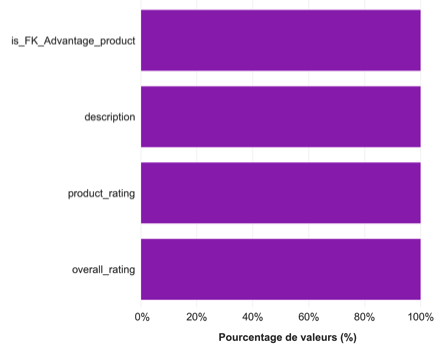 is_FK_Advantage_product
description
product_rating
overall_rating
0% 20% 40% 60% 80% 100%
Pourcentage de valeurs (%)